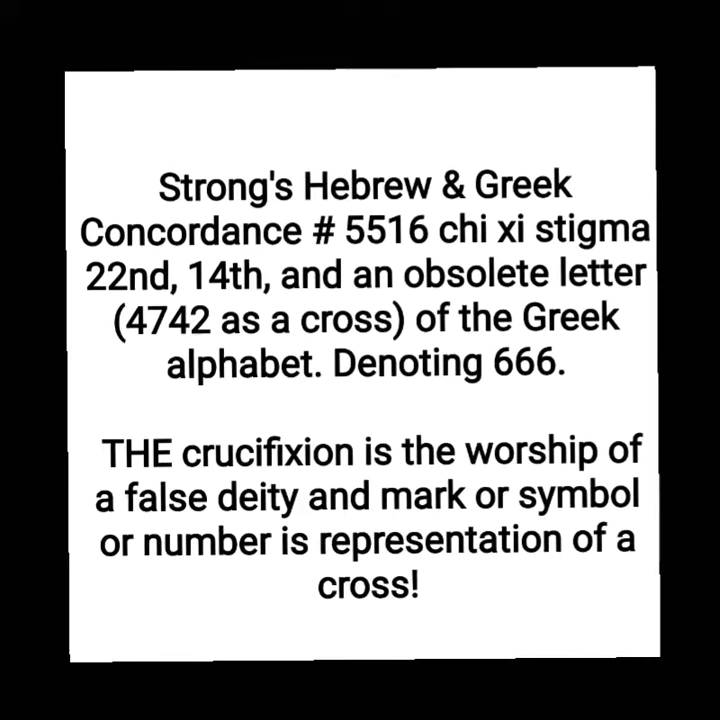 Strong's Hebrew & Greek
Concordance # 5516 chi xi stigma
22nd, 14th, and an obsolete letter
(4742 as a cross) of the Greek
alphabet. Denoting 666.
THE crucifixion is the worship of
a false deity and mark or symbol
or number is representation of a
cross!